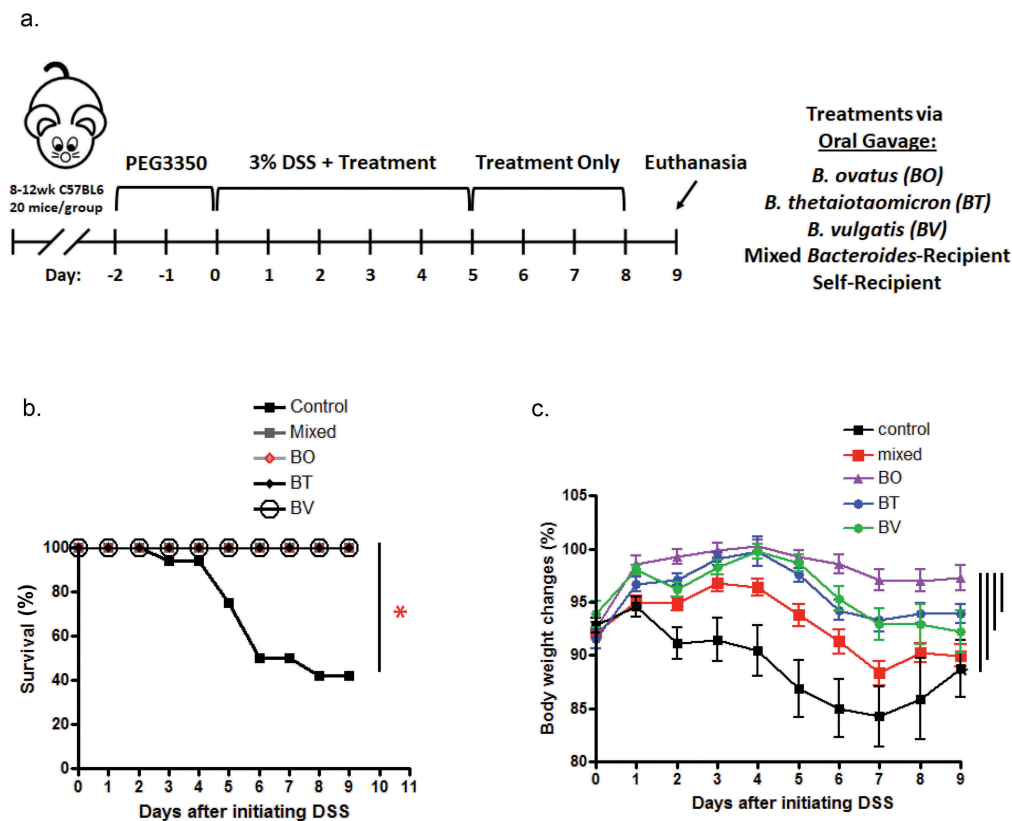 a.
8-12wk C57BL6
20 mice/group
PEG3350
3% DSS + Treatment
Treatment Only
Euthanasia
Day: -2 -1 0 1 2 3 4 5 6 7 8 9
Treatments via
Oral Gavage:
B. ovatus (BO)
B. thetaiotaomicron (BT)
B. vulgatis (BV)
Mixed Bacteroides-Recipient
Self-Recipient
b.
Control
Mixed
BO
BT
BV
Survival (%)
100
80
60
40
20
0
0 1 2 3 4 5 6 7 8 9 10 11
Days after initiating DSS
*
c.
control
mixed
BO
BT
BV
Body weight changes (%)
105
100
95
90
85
80
0 1 2 3 4 5 6 7 8 9
Days after initiating DSS